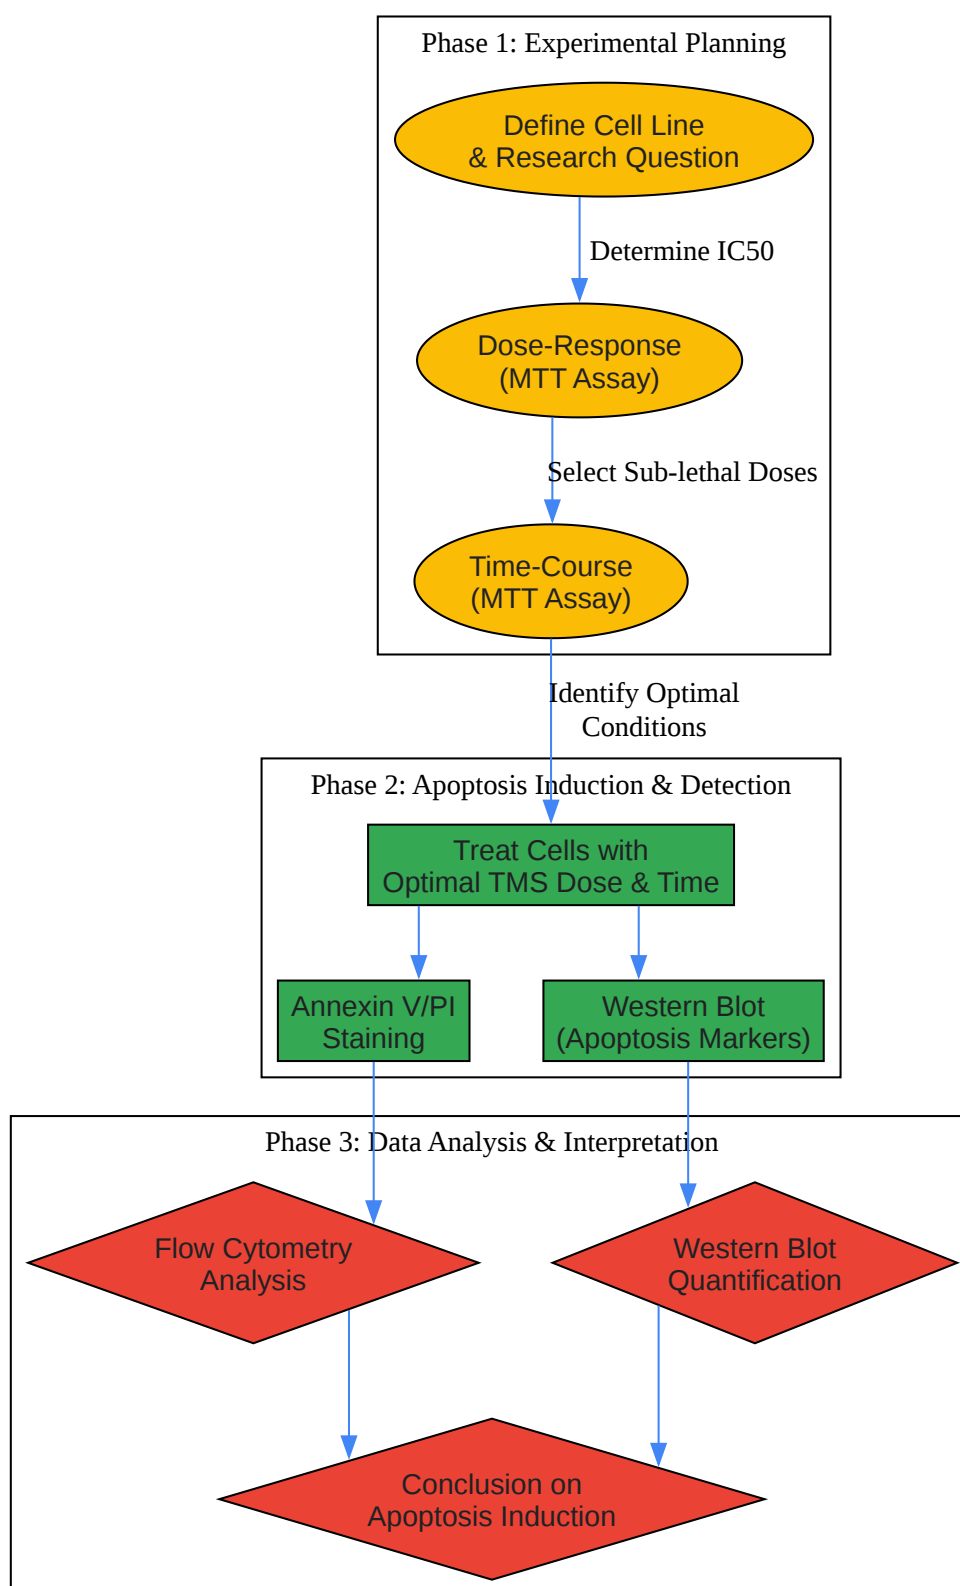 Phase 1: Experimental Planning
Define Cell Line
& Research Question
Determine IC50
Dose-Response
(MTT Assay)
Select Sub-lethal Doses
Time-Course
(MTT Assay)
Identify Optimal
Conditions
Phase 2: Apoptosis Induction & Detection
Treat Cells with
Optimal TMS Dose & Time
Annexin V/PI
Staining
Western Blot
(Apoptosis Markers)
Phase 3: Data Analysis & Interpretation
Flow Cytometry
Analysis
Western Blot
Quantification
Conclusion on
Apoptosis Induction